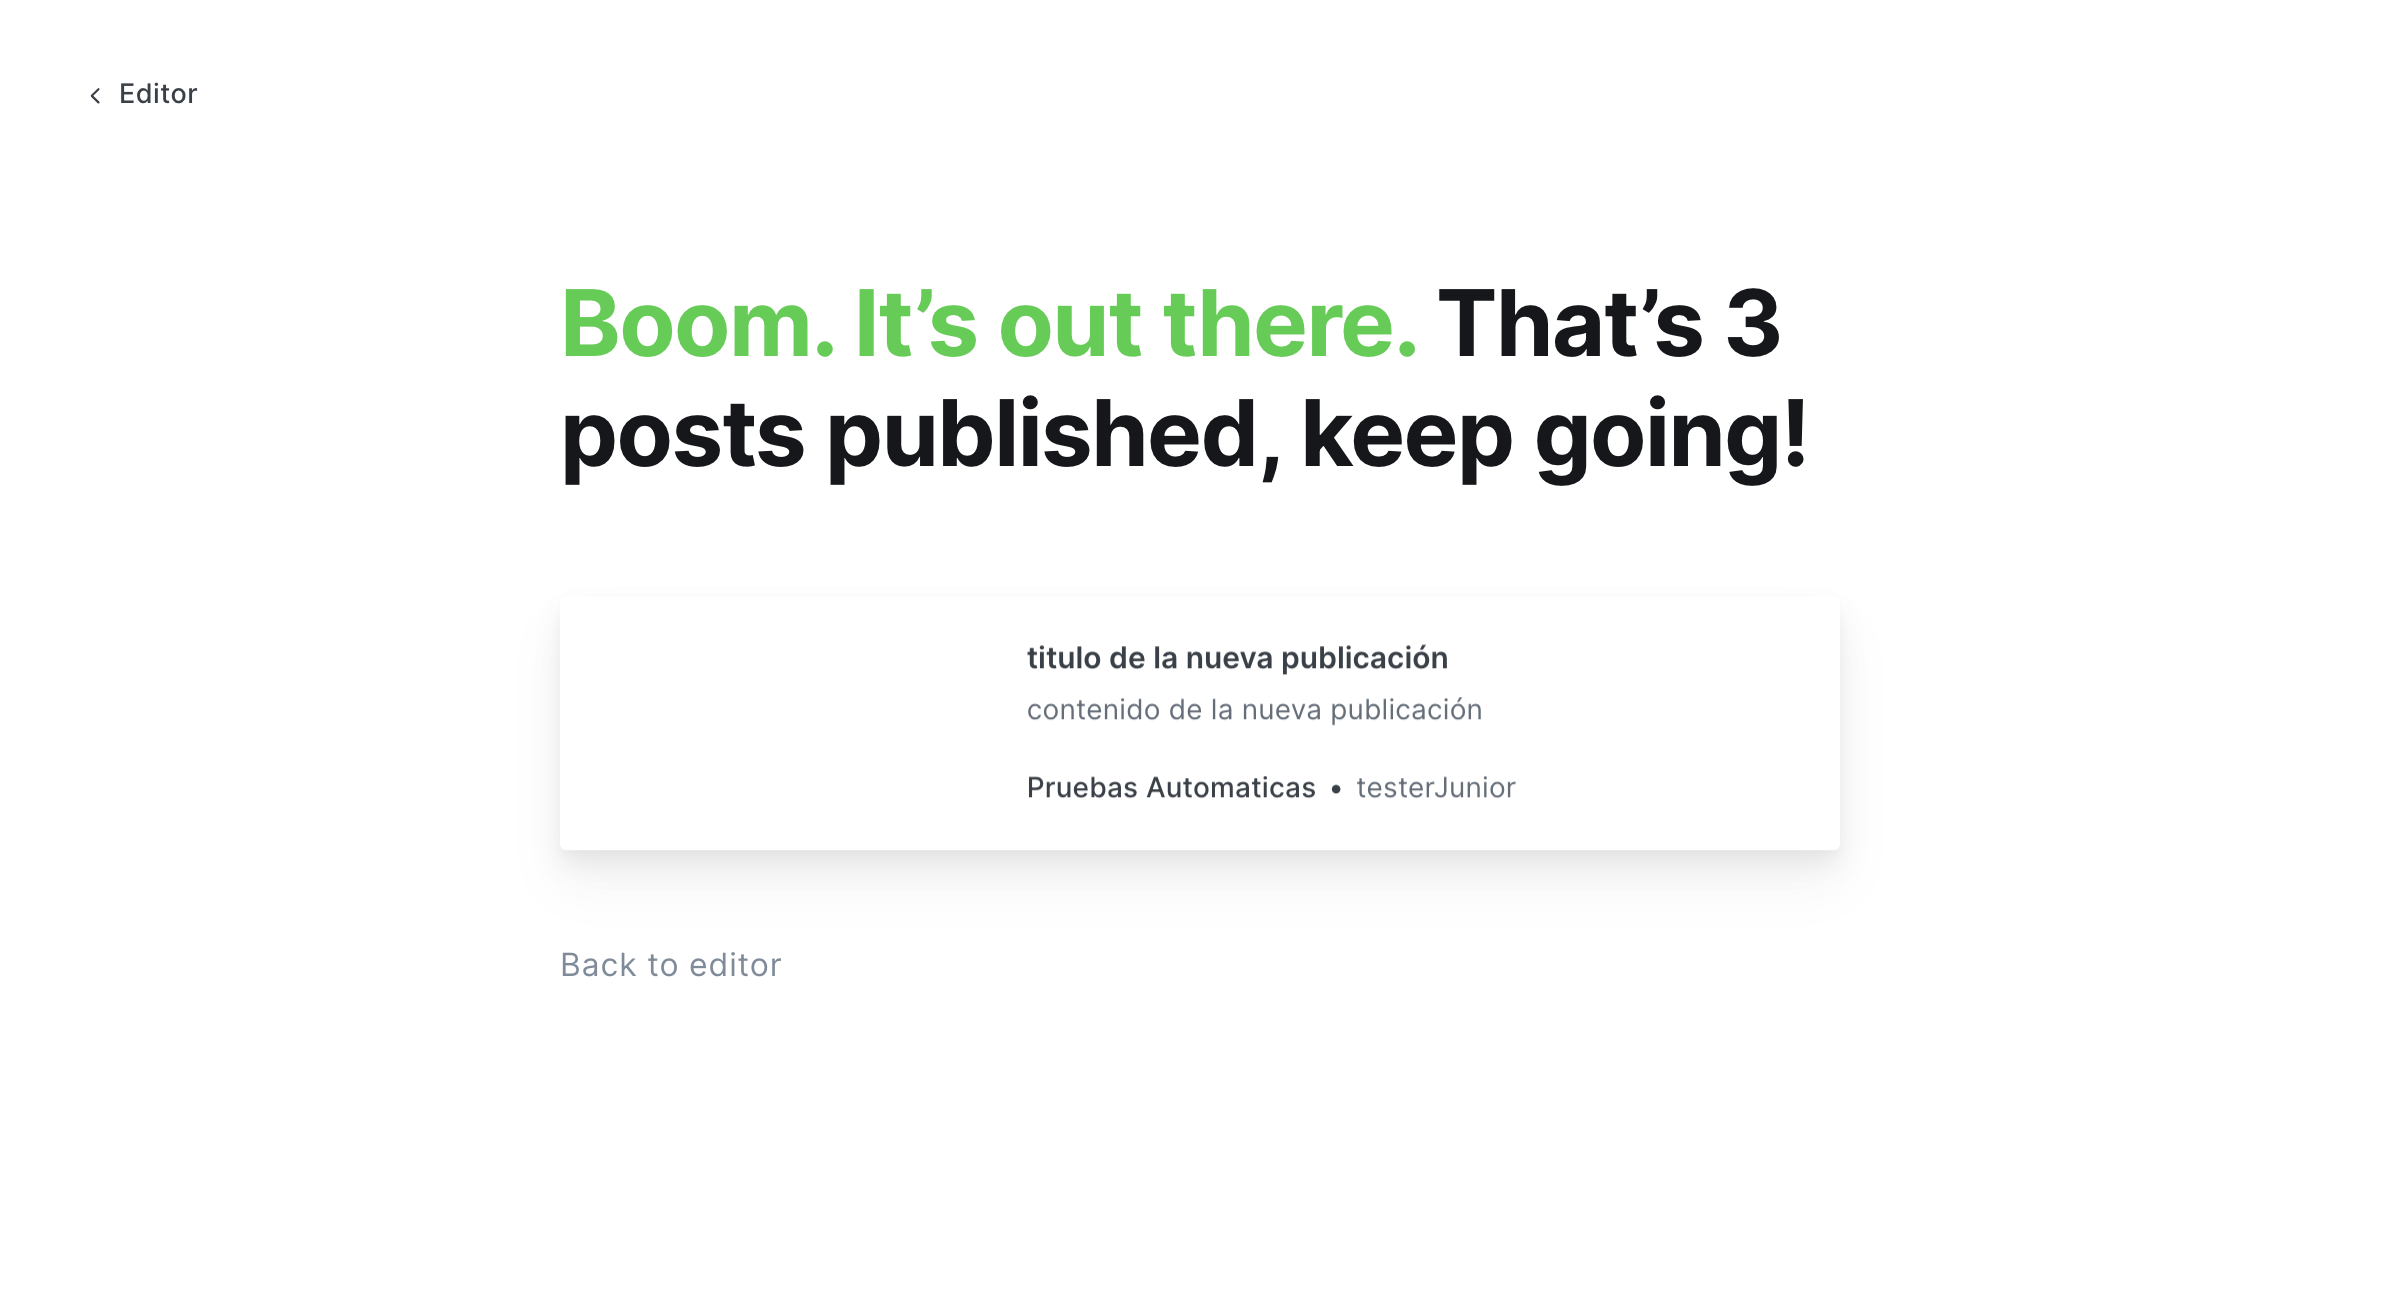 Editor
Boom. It’s out there. That’s 3
posts published, keep going!
titulo de la nueva publicación
contenido de la nueva publicación
Pruebas Automaticas • testerJunior
Back to editor